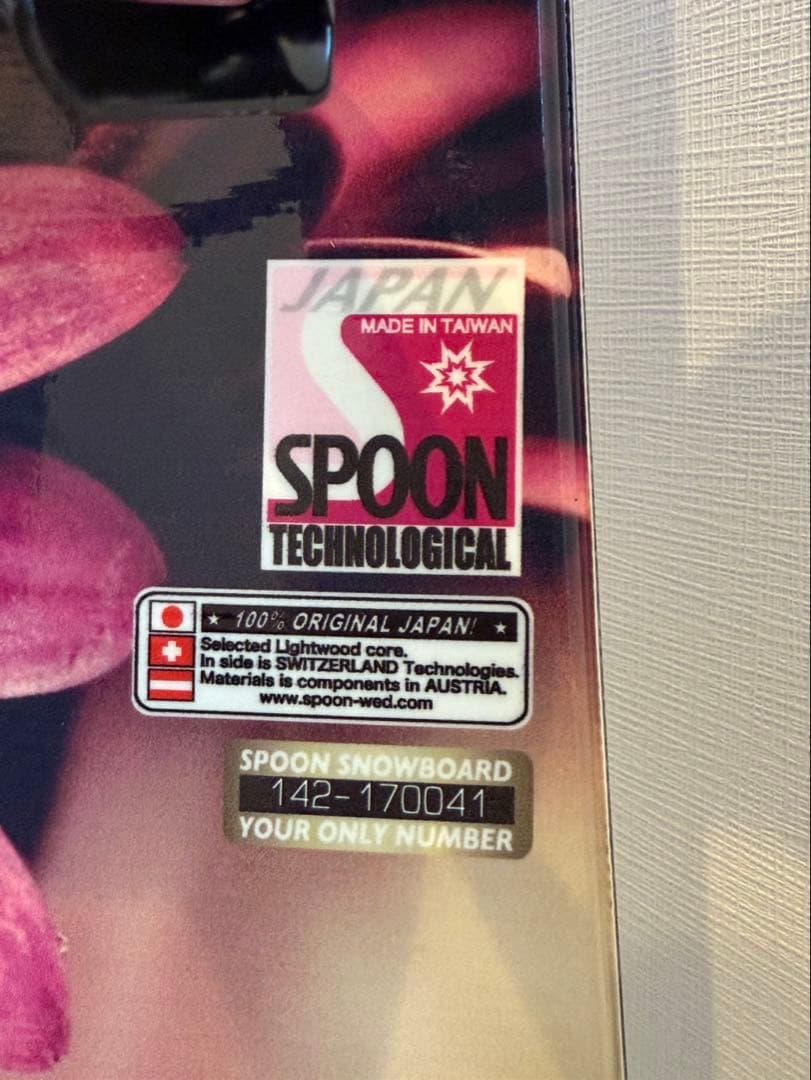 JAPAN
MADE IN TAIWAN
SPOON
TECHNOLOGICAL
★ 100% ORIGINAL JAPAN! ★
Selected Lightwood core.
In side is SWITZERLAND Technologies.
Materials is components in AUSTRIA.
www.spoon-wed.com
SPOON SNOWBOARD
142-170041
YOUR ONLY NUMBER